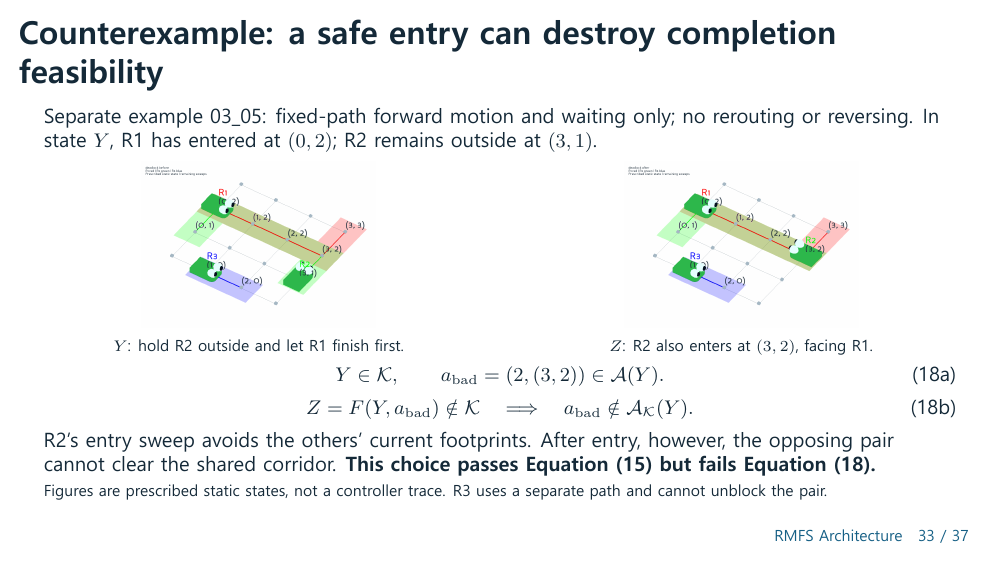 Counterexample: a safe entry can destroy completion
feasibility
Separate example 03_05: fixed-path forward motion and waiting only; no rerouting or reversing. In
state Y, R1 has entered at (0, 2); R2 remains outside at (3, 1).
R1
(1, 2)
(0, 1)
(2, 2)
(3, 3)
(3, 2)
R3
(3, 1)
(2, 0)
R1
(1, 2)
(0, 1)
(2, 2)
(3, 3)
R2
(3, 2)
R3
(2, 0)
Y: hold R2 outside and let R1 finish first.
Z: R2 also enters at (3, 2), facing R1.
Y ∈ 𝒦, a_bad = (2, (3, 2)) ∈ 𝒜(Y). (18a)
Z = F(Y, a_bad) ∉ 𝒦 ⟹ a_bad ∉ 𝒜_𝒦(Y). (18b)
R2's entry sweep avoids the others' current footprints. After entry, however, the opposing pair
cannot clear the shared corridor. This choice passes Equation (15) but fails Equation (18).
Figures are prescribed static states, not a controller trace. R3 uses a separate path and cannot unblock the pair.
RMFS Architecture 33 / 37